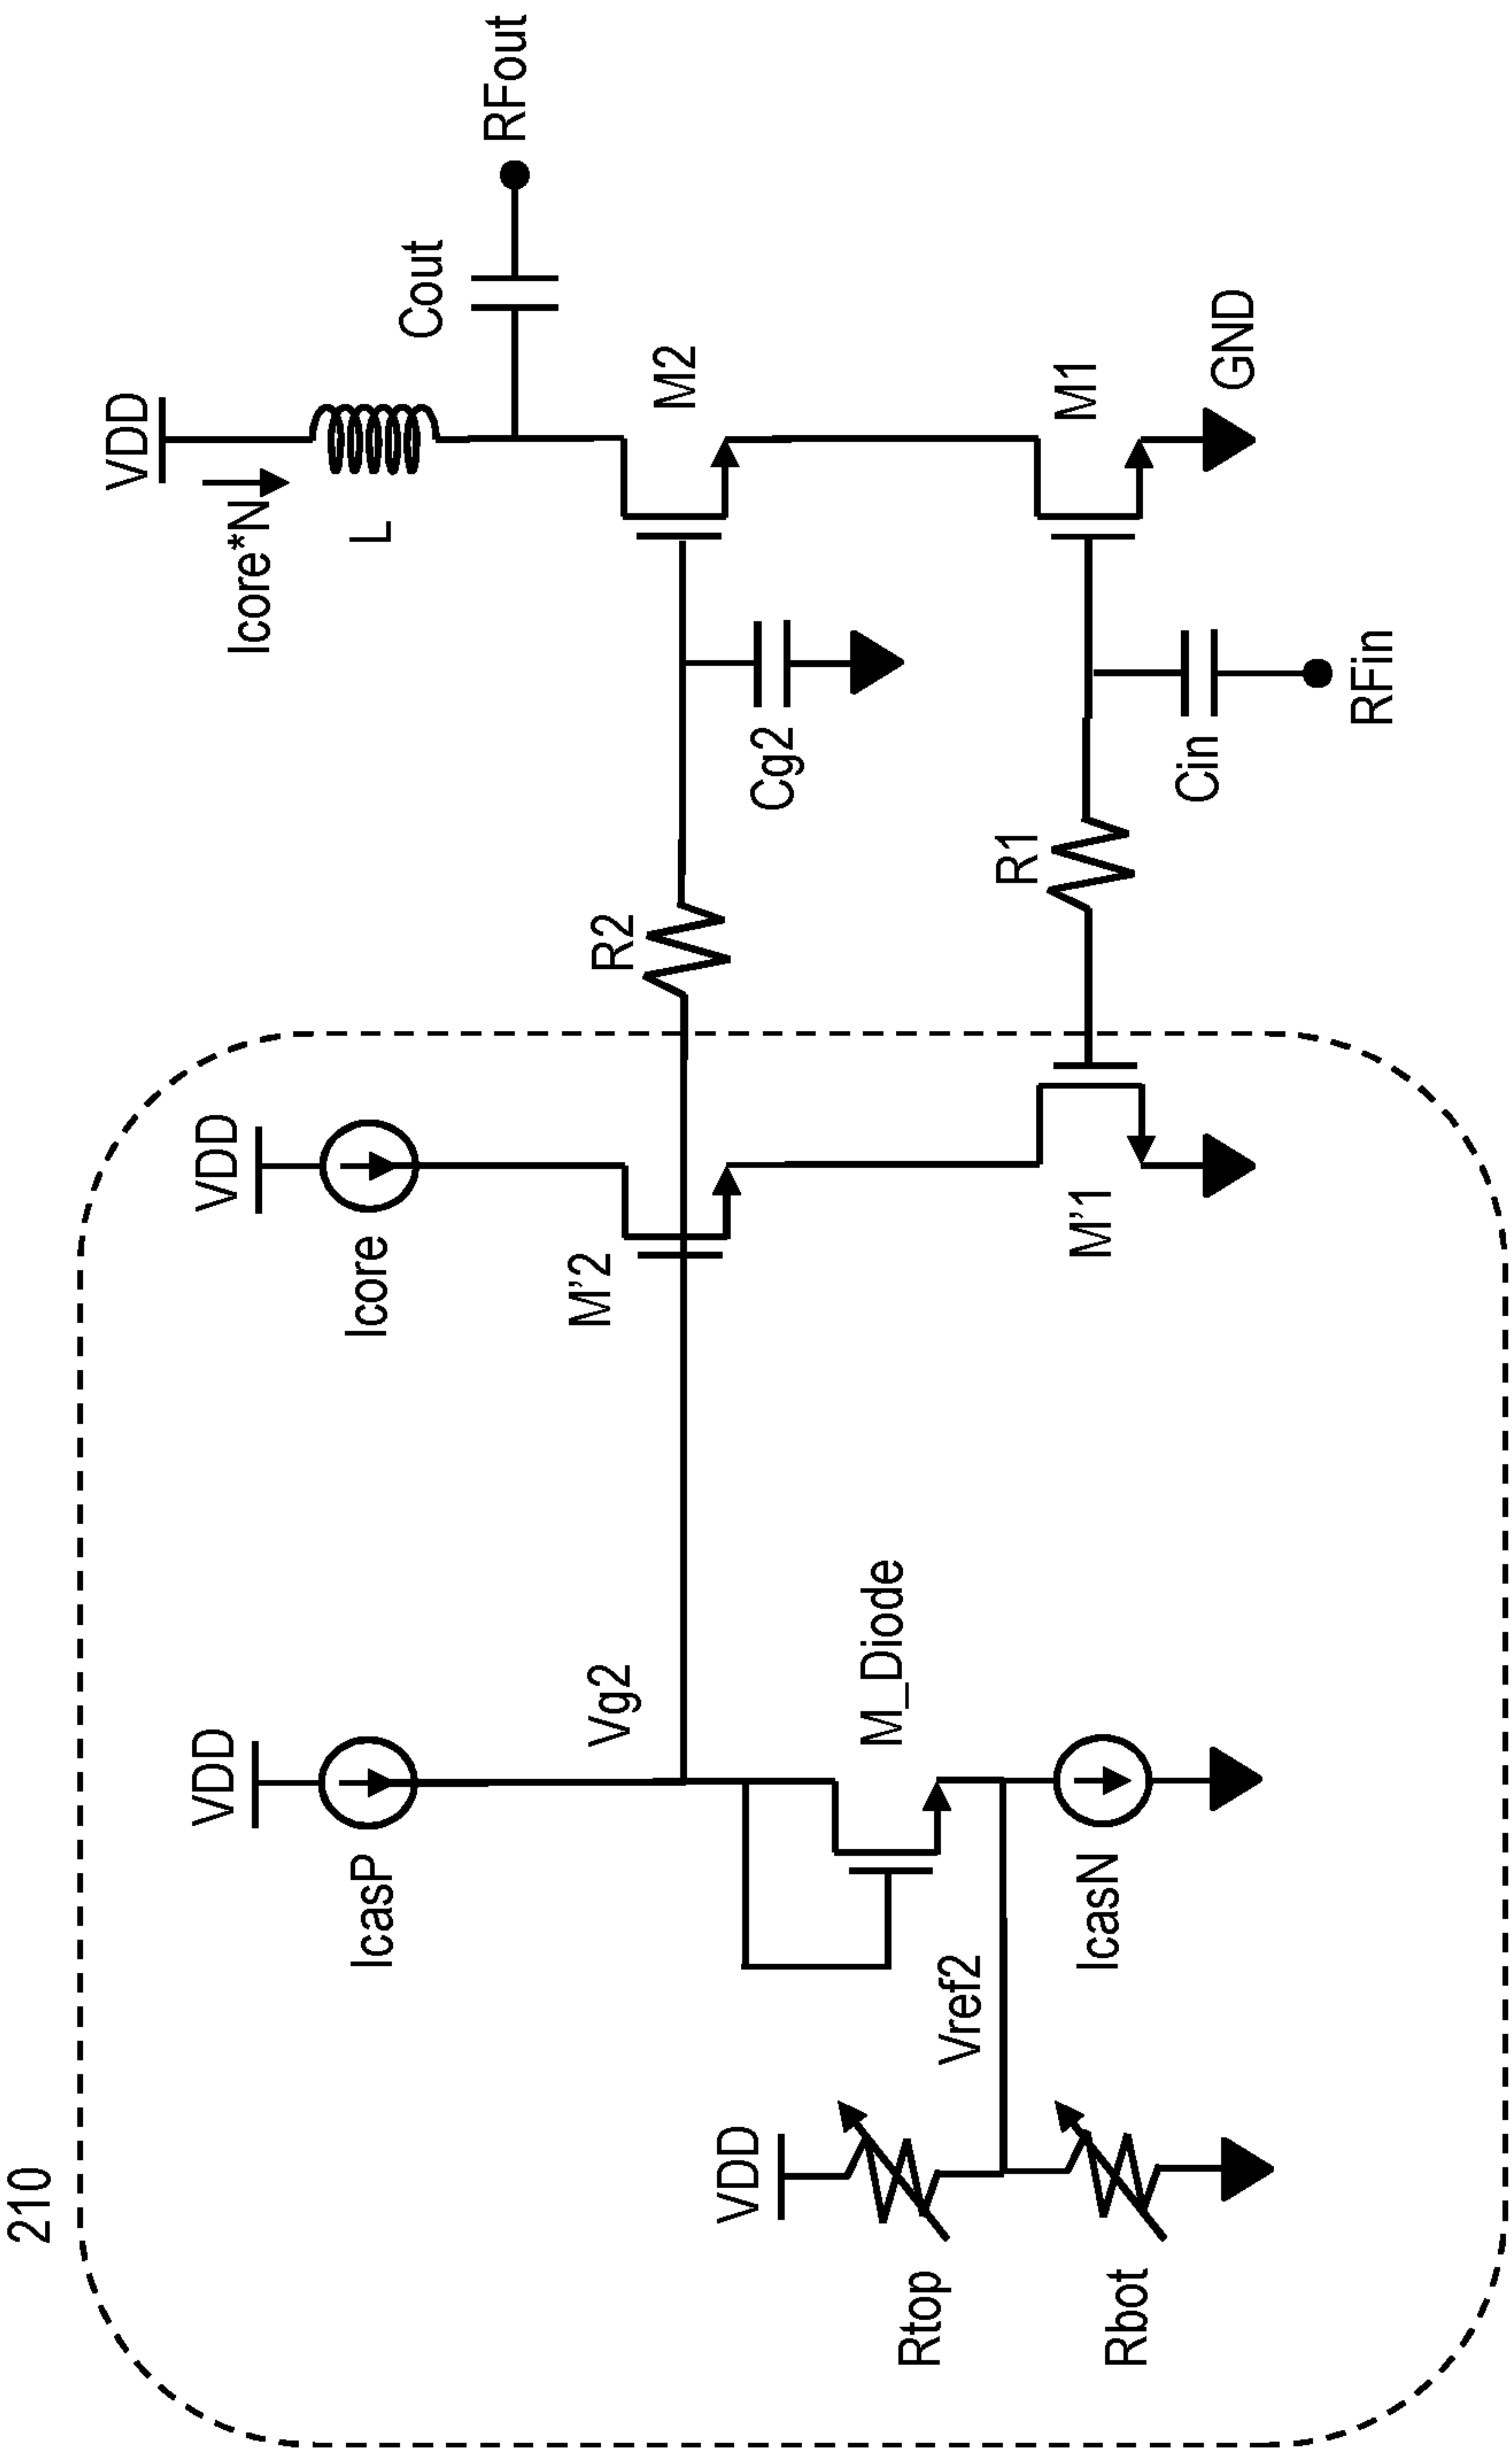 210
VDD
VDD
VDD
VDD
Icore*N
L
Cout
RFout
Icore
IcasP
M2
M'2
R2
Vg2
Cg2
M_Diode
Vref2
Rtop
Rbot
IcasN
M'1
R1
M1
Cin
RFin
GND